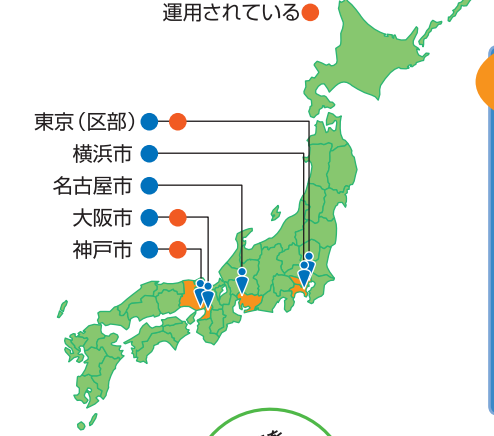 運用されている
東京（区部）
横浜市
名古屋市
大阪市
神戸市
を